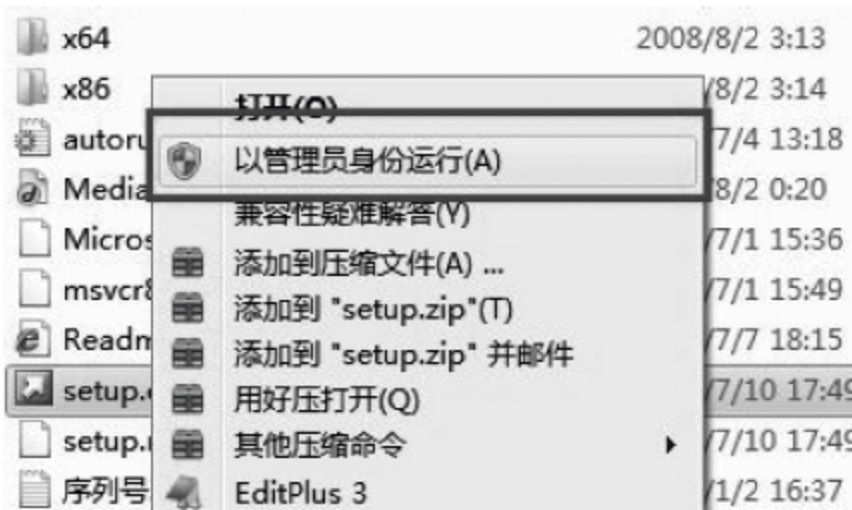 x64 2008/8/2 3:13
x86 /8/2 3:14
打开(O)
autoru /7/4 13:18
以管理员身份运行(A)
Media /8/2 0:20
兼容性疑难解答(Y)
Micros /7/1 15:36
添加到压缩文件(A) ...
msvcr8 /7/1 15:49
添加到 "setup.zip"(T)
Readm /7/7 18:15
添加到 "setup.zip" 并邮件
setup.e /7/10 17:49
用好压打开(Q)
setup. /7/10 17:49
其他压缩命令
序列号 /1/2 16:37
EditPlus 3